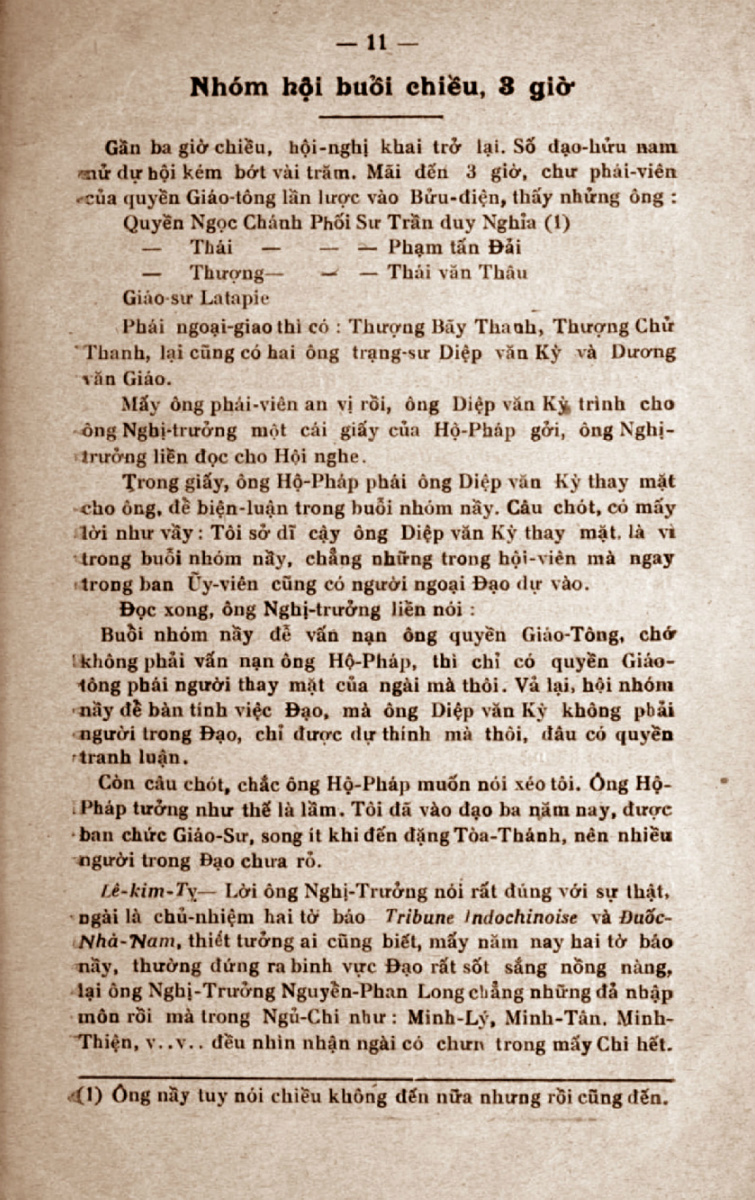 — 11 —
Nhóm hội buổi chiều, 3 giờ
Gần ba giờ chiều, hội-nghị khai trở lại. Số đạo-hửu nam
nử dự hội kém bớt vài trăm. Mãi đến 3 giờ, chư phái-viên
của quyền Giáo-tông lần lược vào Bửu-điện, thấy những ông :
Quyền Ngọc Chánh Phối Sư Trần duy Nghỉa (1)
— Thái — — — Phạm tấn Đải
— Thượng — — — Thái văn Thâu
Giáo-sư Latapie
Phái ngoại-giao thì có : Thượng Bãy Thanh, Thượng Chử
Thanh, lại cũng có hai ông trạng-sư Diệp văn Kỳ và Dương
văn Giáo.
Mấy ông phái-viên an vị rồi, ông Diệp văn Kỳ trình cho
ông Nghị-trưởng một cái giấy của Hộ-Pháp gởi, ông Nghị-
trưởng liền đọc cho Hội nghe.
Trong giấy, ông Hộ-Pháp phái ông Diệp văn Kỳ thay mặt
cho ông, để biện-luận trong buổi nhóm nầy. Câu chót, có mấy
lời như vầy : Tôi sở dĩ cậy ông Diệp văn Kỳ thay mặt, là vì
trong buổi nhóm nầy, chẳng những trong hội-viên mà ngay
trong ban Ũy-viên cũng có người ngoại Đạo dự vào.
Đọc xong, ông Nghị-trưởng liền nói :
Buổi nhóm nầy để vấn nạn ông quyền Giáo-Tông, chớ
không phải vấn nạn ông Hộ-Pháp, thì chỉ có quyền Giáo-
tông phái người thay mặt của ngài mà thôi. Vả lại, hội nhóm
nầy để bàn tính việc Đạo, mà ông Diệp văn Kỳ không phải
người trong Đạo, chỉ được dự thính mà thôi, đâu có quyền
tranh luận.
Còn câu chót, chắc ông Hộ-Pháp muốn nói xéo tôi. Ông Hộ-
Pháp tưởng như thế là lầm. Tôi đã vào đạo ba năm nay, được
ban chức Giáo-Sư, song ít khi đến đặng Tòa-Thánh, nên nhiều
người trong Đạo chưa rỏ.
Lê-kim-Tỵ— Lời ông Nghị-Trưởng nói rất đúng với sự thật,
ngài là chủ-nhiệm hai tờ báo Tribune Indochinoise và Đuốc-
Nhà-Nam, thiết tưởng ai cũng biết, mấy năm nay hai tờ báo
nầy, thường đứng ra binh vực Đạo rất sốt sắng nồng nàng,
lại ông Nghị-Trưởng Nguyễn-Phan Long chẳng những đả nhập
môn rồi mà trong Ngủ-Chi như : Minh-Lý, Minh-Tân, Minh-
Thiện, v..v.. đều nhìn nhận ngài có chưn trong mấy Chi hết.
(1) Ông nầy tuy nói chiều không đến nữa nhưng rồi cũng đến.